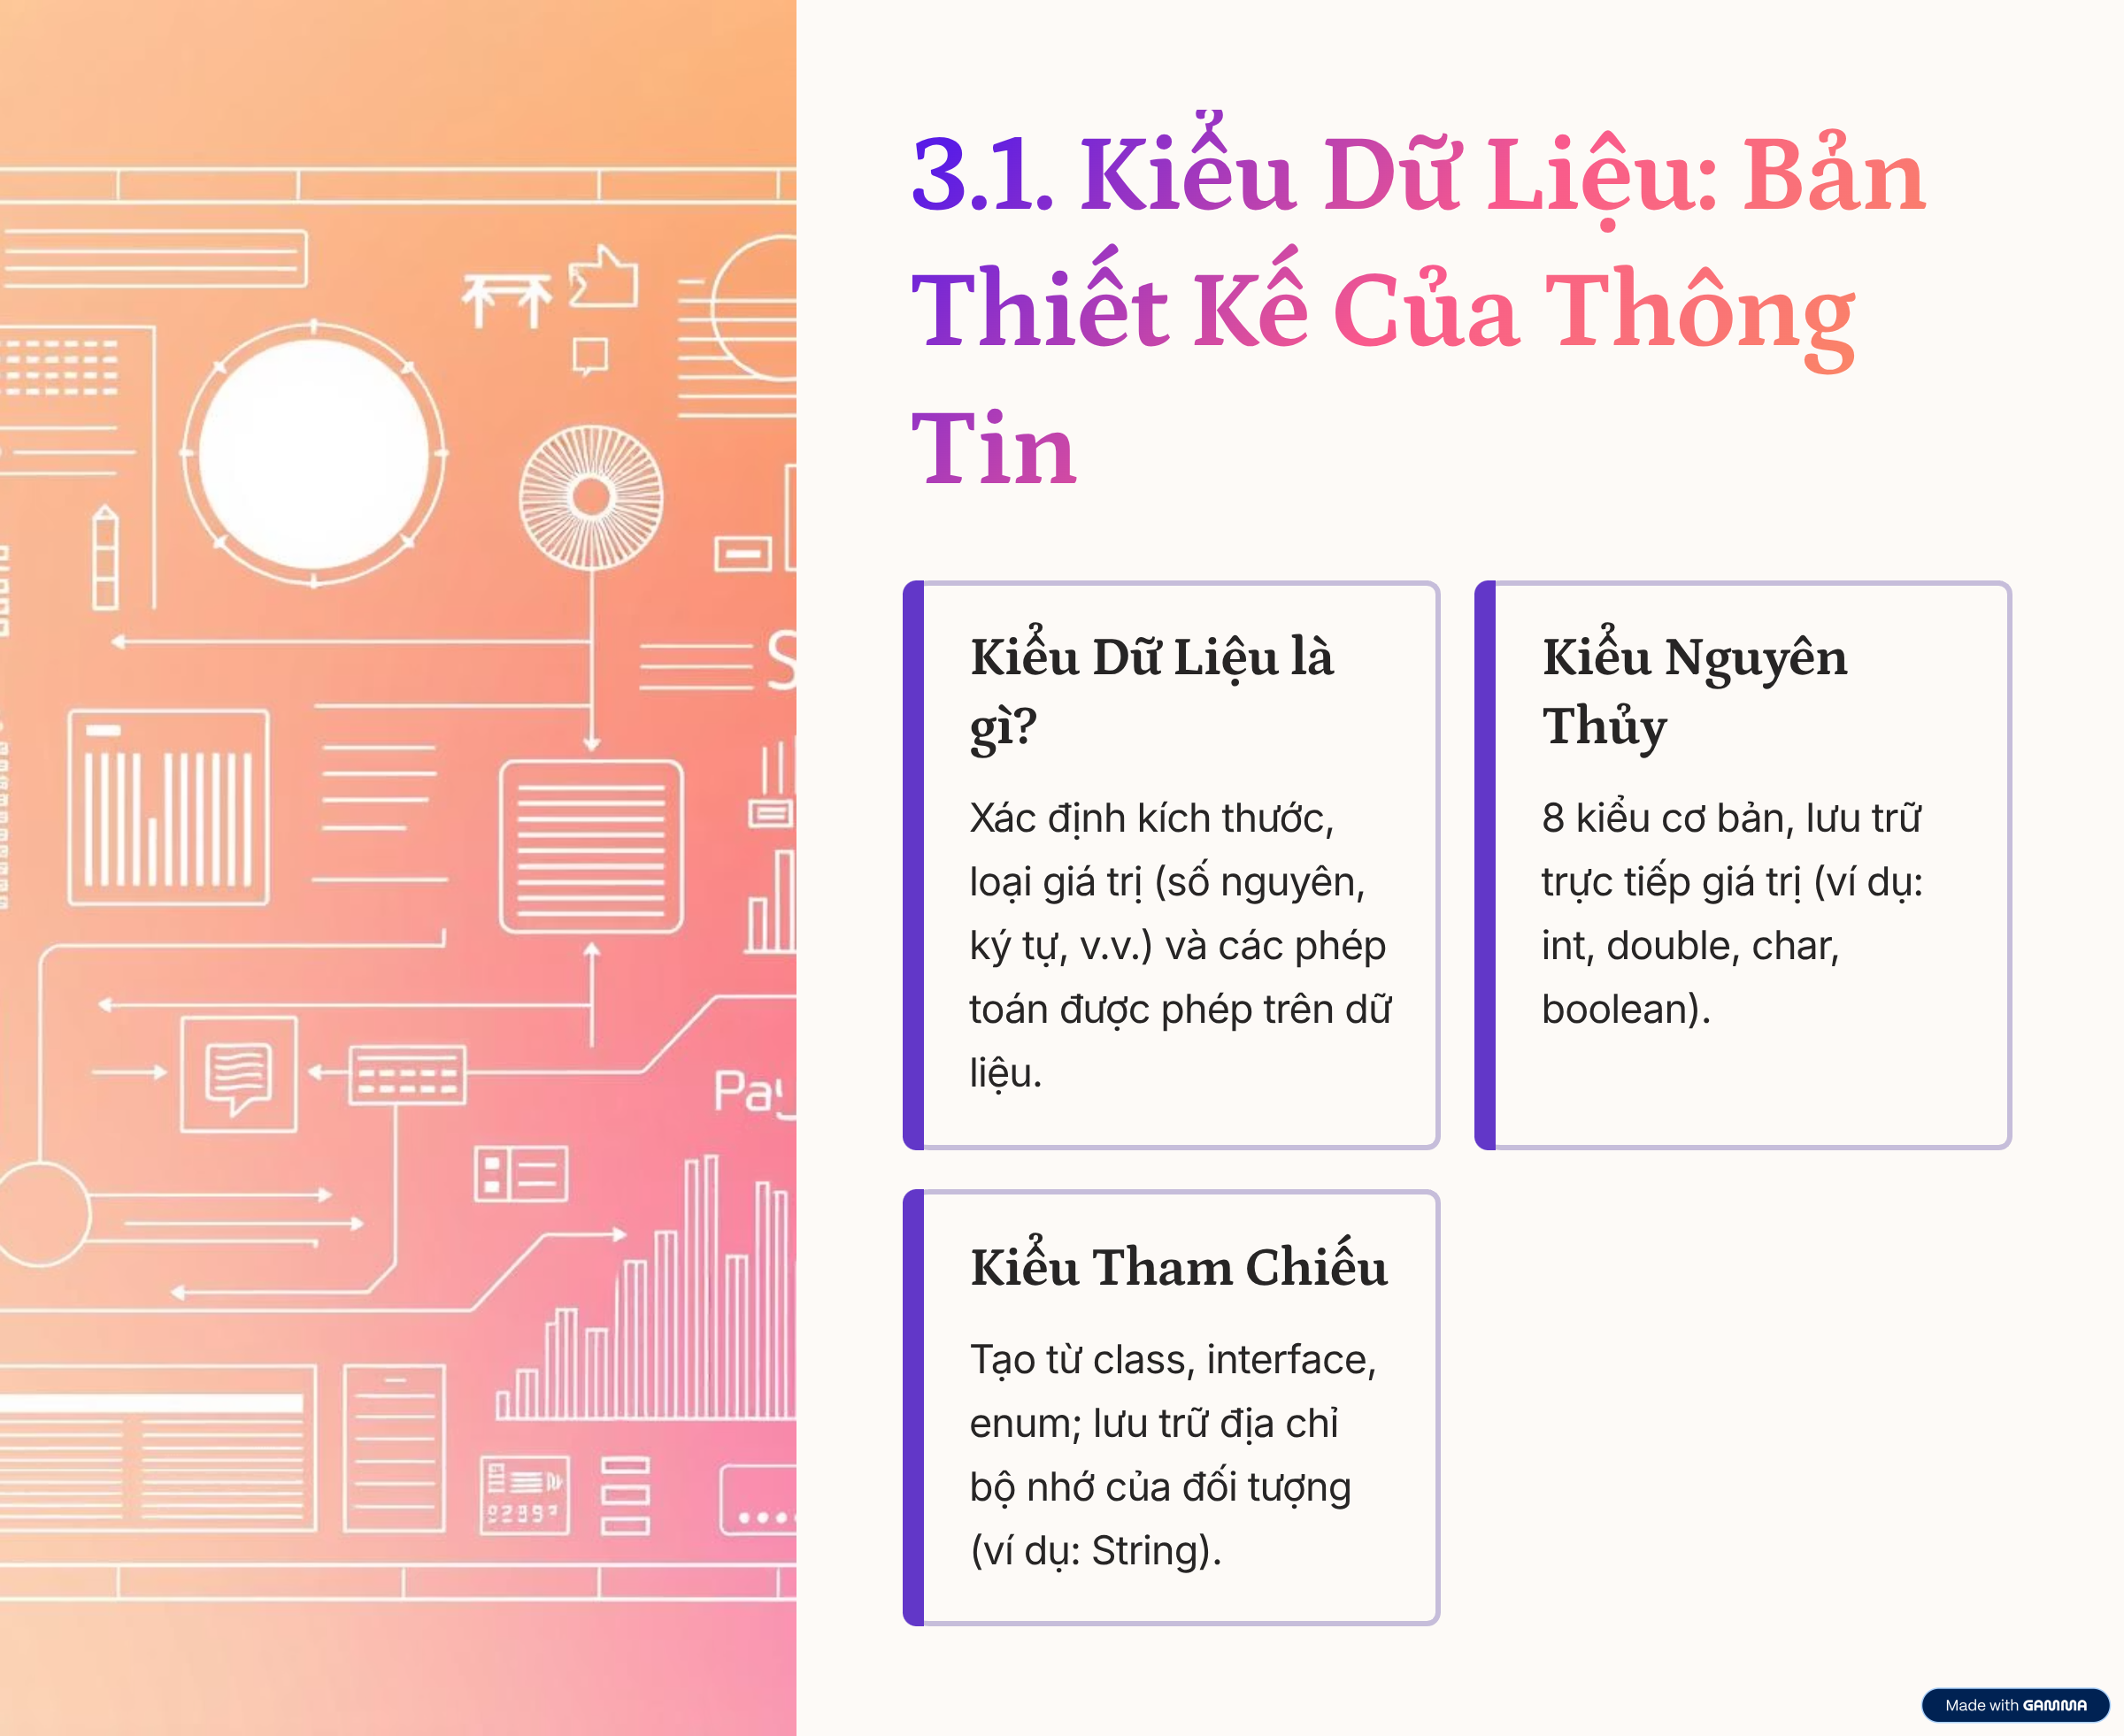 3.1. Kiểu Dữ Liệu: Bản
Thiết Kế Của Thông
Tin
Kiểu Dữ Liệu là
gì?
Xác định kích thước,
loại giá trị (số nguyên,
ký tự, v.v.) và các phép
toán được phép trên dữ
liệu.
Kiểu Nguyên
Thủy
8 kiểu cơ bản, lưu trữ
trực tiếp giá trị (ví dụ:
int, double, char,
boolean).
Kiểu Tham Chiếu
Tạo từ class, interface,
enum; lưu trữ địa chỉ
bộ nhớ của đối tượng
(ví dụ: String).
Made with GAMMA